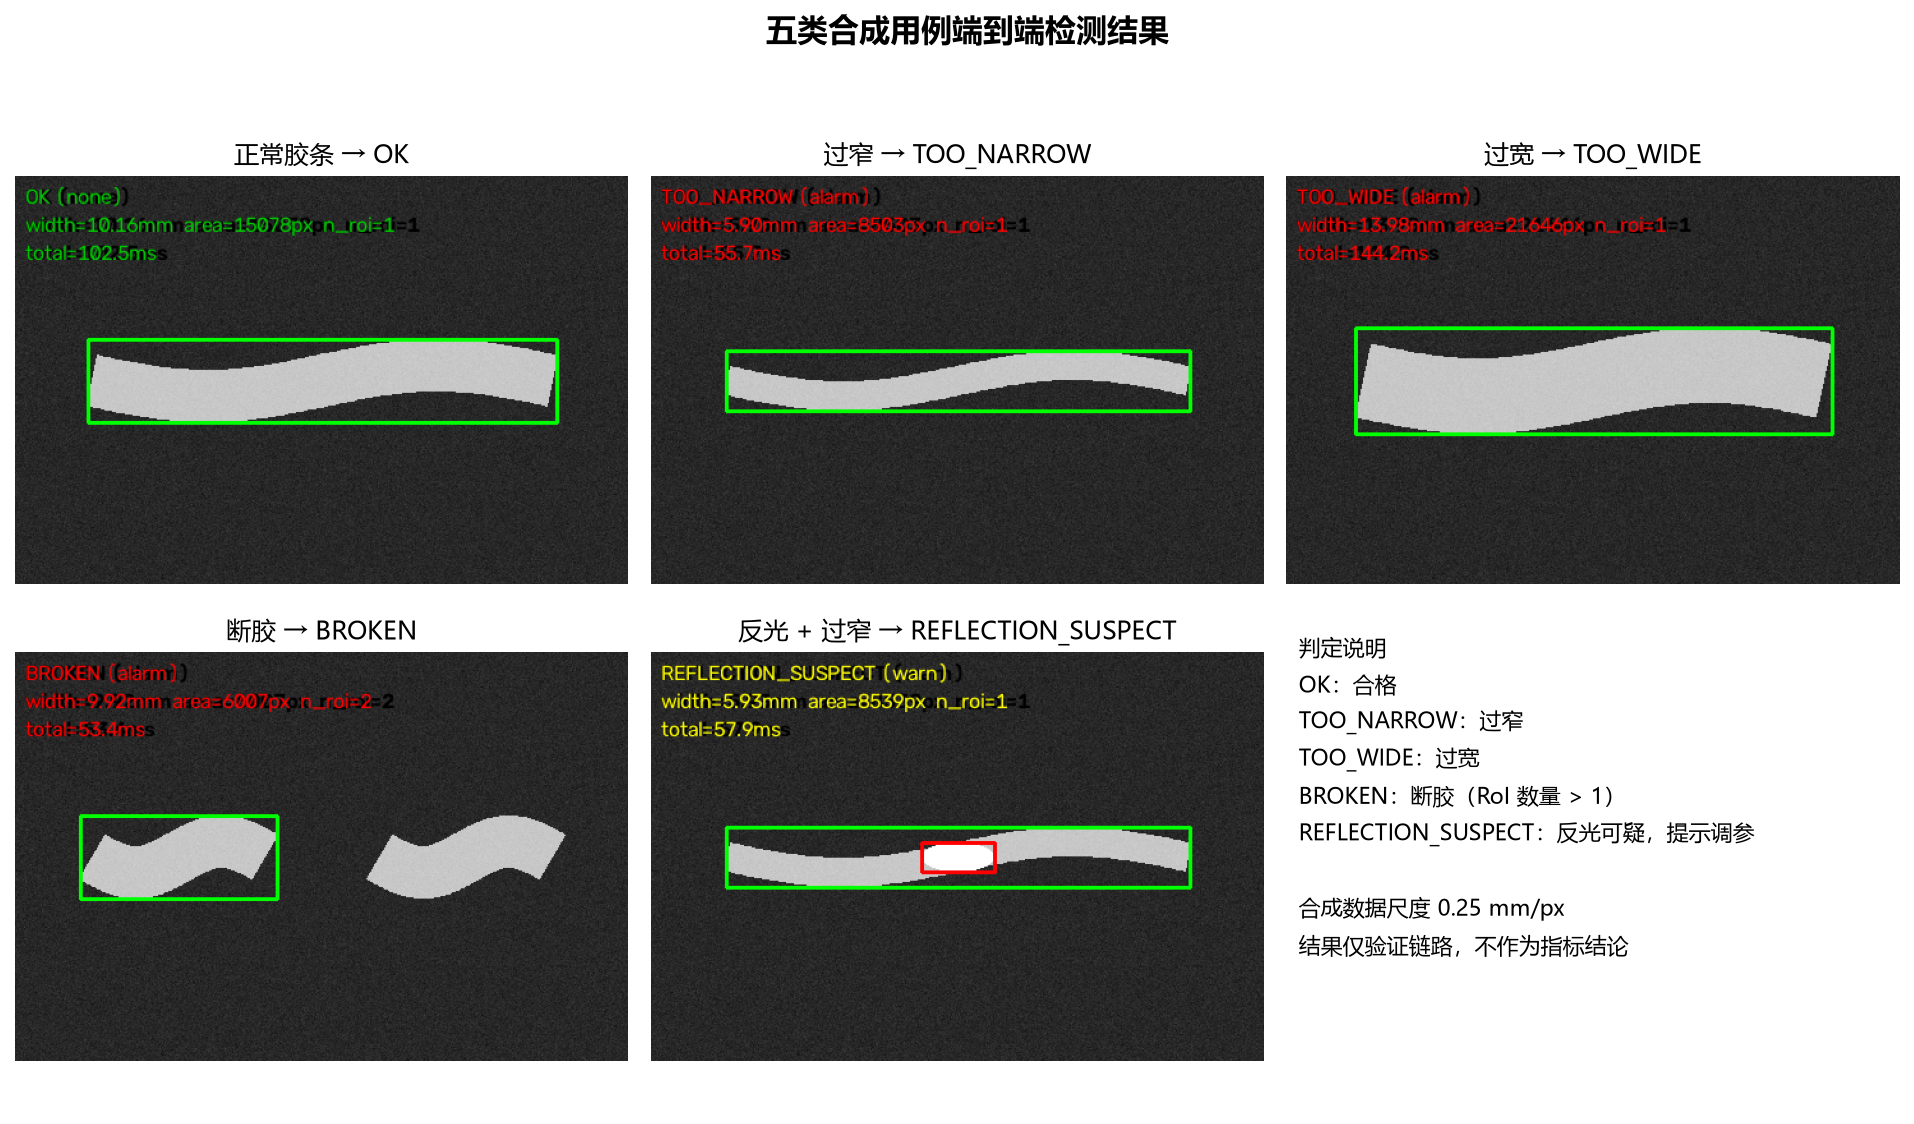 五类合成用例端到端检测结果
正常胶条 → OK
OK (none)
width=10.16mm area=15078px n_roi=1
total=102.5ms
过窄 → TOO_NARROW
TOO_NARROW (alarm)
width=5.90mm area=8503px n_roi=1
total=55.7ms
过宽 → TOO_WIDE
TOO_WIDE (alarm)
width=13.98mm area=21646px n_roi=1
total=144.2ms
断胶 → BROKEN
BROKEN (alarm)
width=9.92mm area=6007px n_roi=2
total=53.4ms
反光 + 过窄 → REFLECTION_SUSPECT
REFLECTION_SUSPECT (warn)
width=5.93mm area=8539px n_roi=1
total=57.9ms
判定说明
OK：合格
TOO_NARROW：过窄
TOO_WIDE：过宽
BROKEN：断胶（RoI 数量 > 1）
REFLECTION_SUSPECT：反光可疑，提示调参
合成数据尺度 0.25 mm/px
结果仅验证链路，不作为指标结论